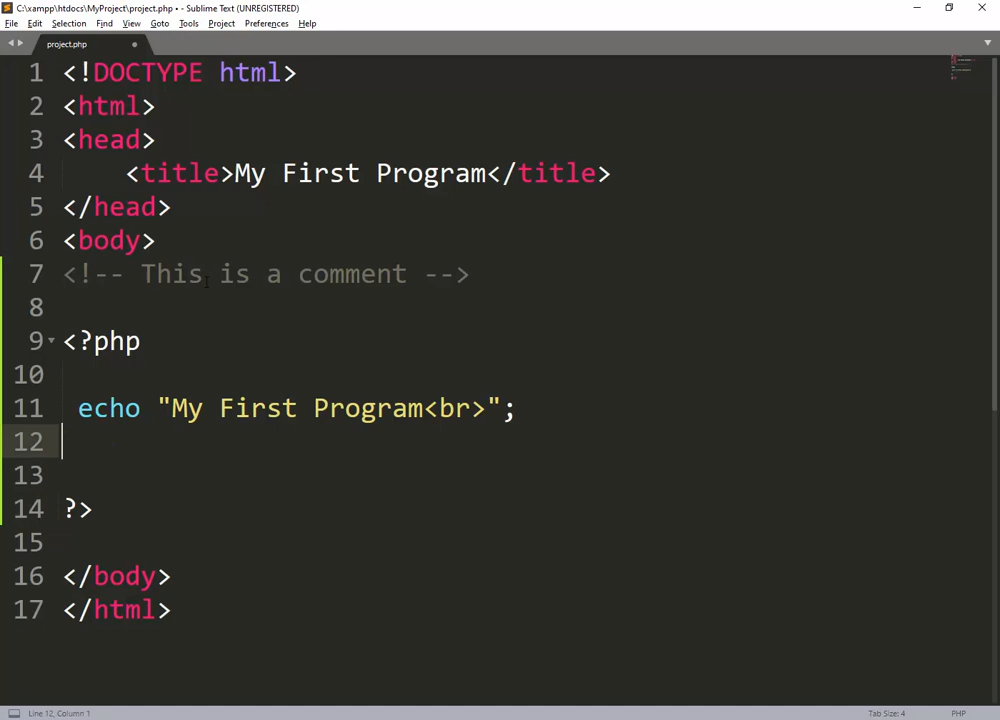 C:\xampp\htdocs\MyProject\project.php • - Sublime Text (UNREGISTERED)
File Edit Selection Find View Goto Tools Project Preferences Help
project.php
1 <!DOCTYPE html>
2 <html>
3 <head>
4     <title>My First Program</title>
5 </head>
6 <body>
7 <!-- This is a comment -->
8
9 <?php
10
11  echo "My First Program<br>";
12
13
14 ?>
15
16 </body>
17 </html>
Line 12, Column 1 Tab Size: 4 PHP